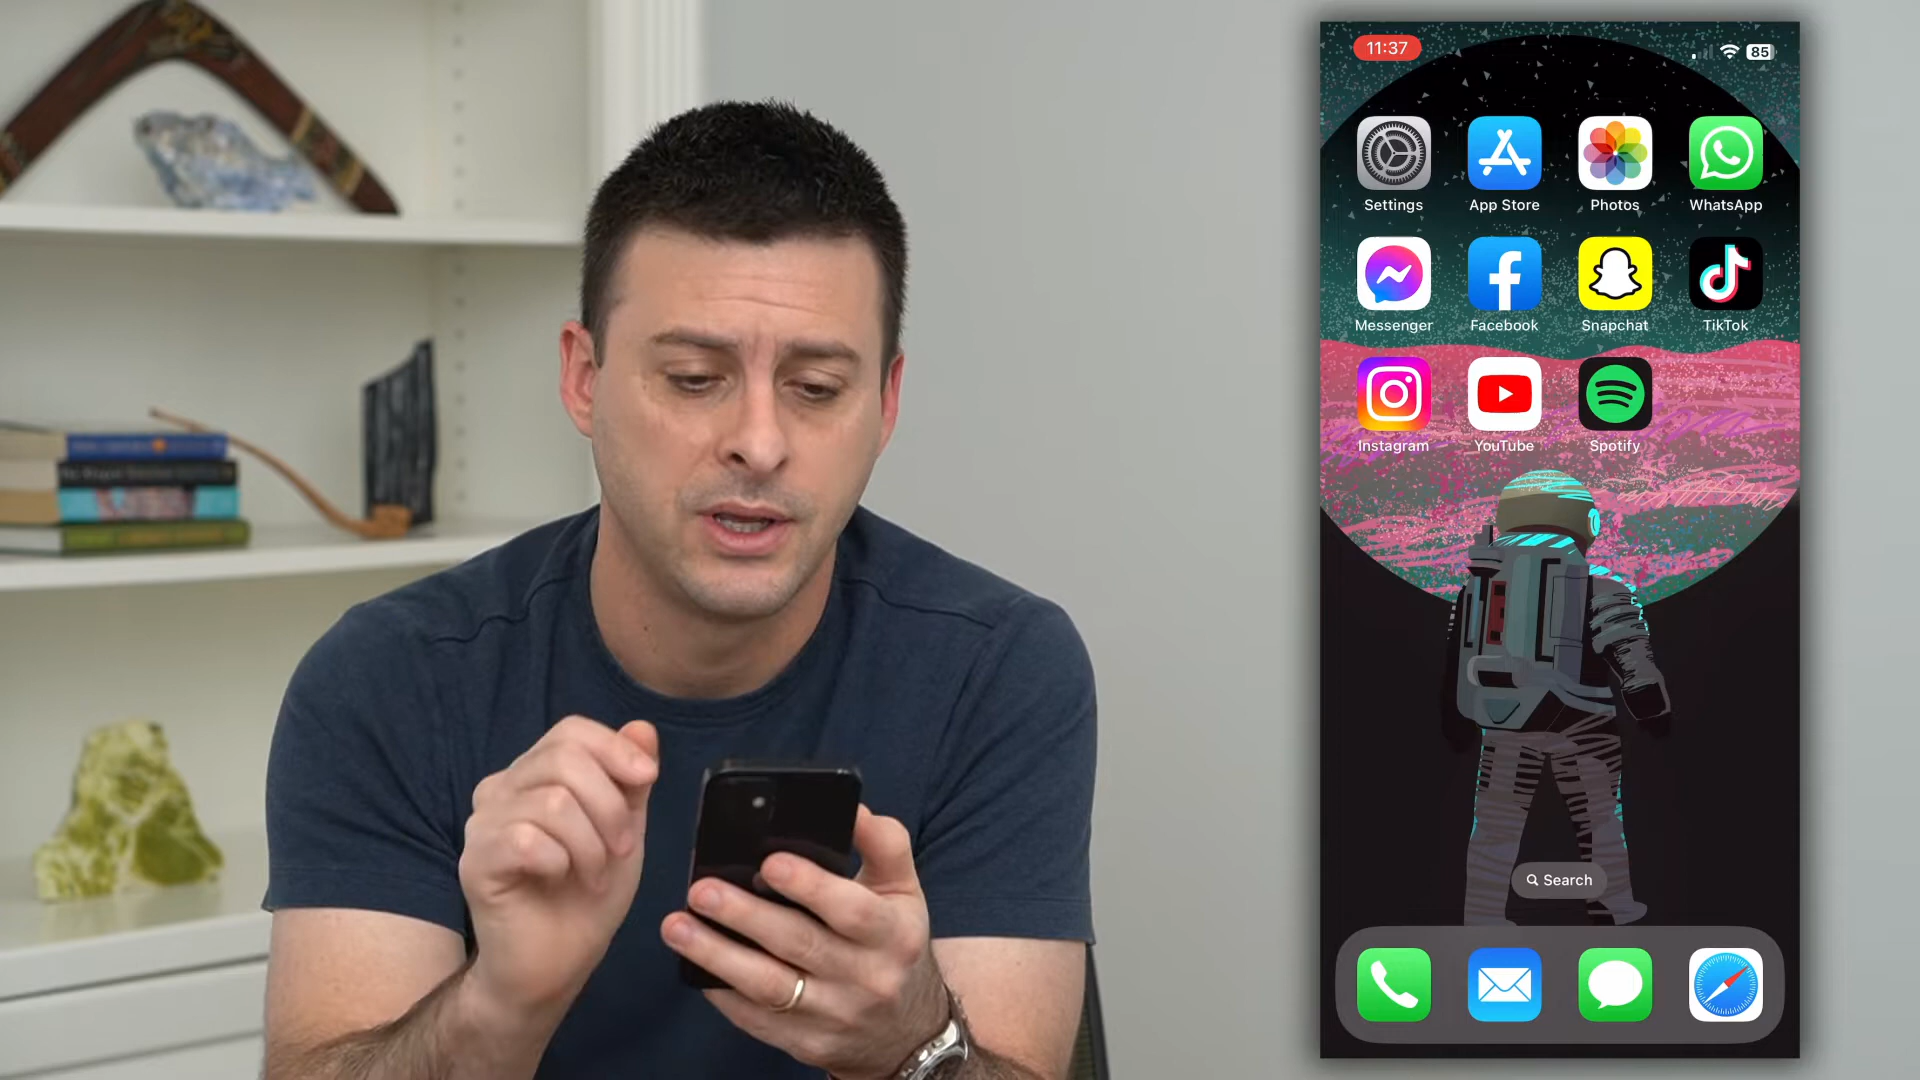 11:37
85
Settings App Store Photos WhatsApp
Messenger Facebook Snapchat TikTok
Instagram YouTube Spotify
Search